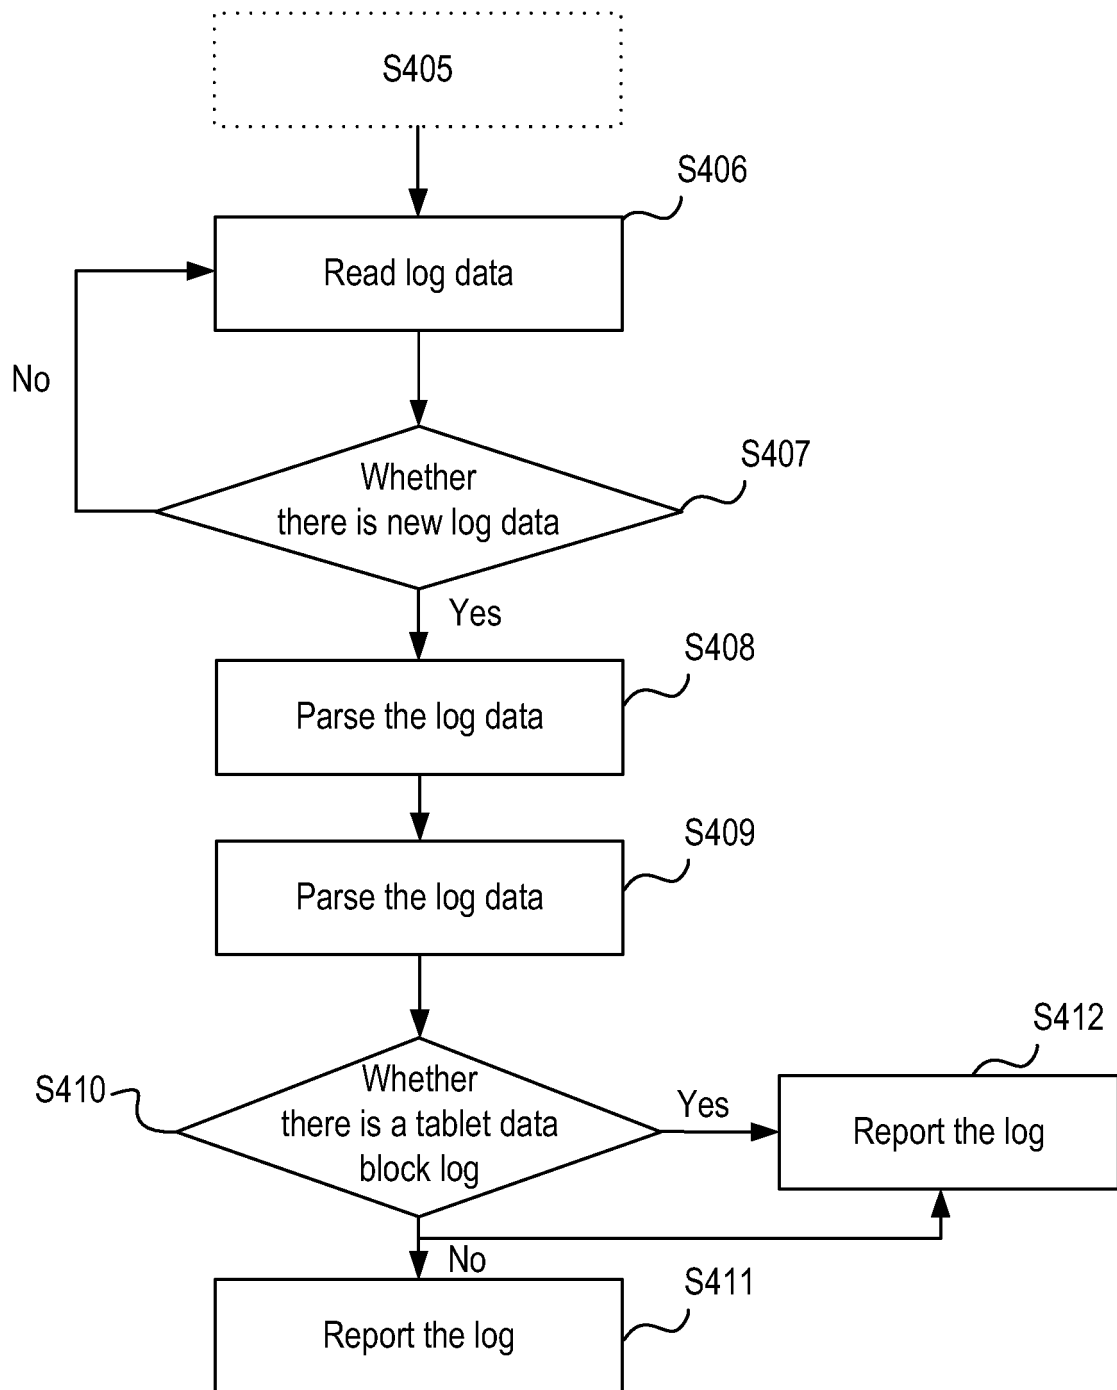 S405
S406
Read log data
No
S407
Whether
there is new log data
Yes
S408
Parse the log data
S409
Parse the log data
S412
S410
Whether
there is a tablet data
block log
Yes
Report the log
No
S411
Report the log